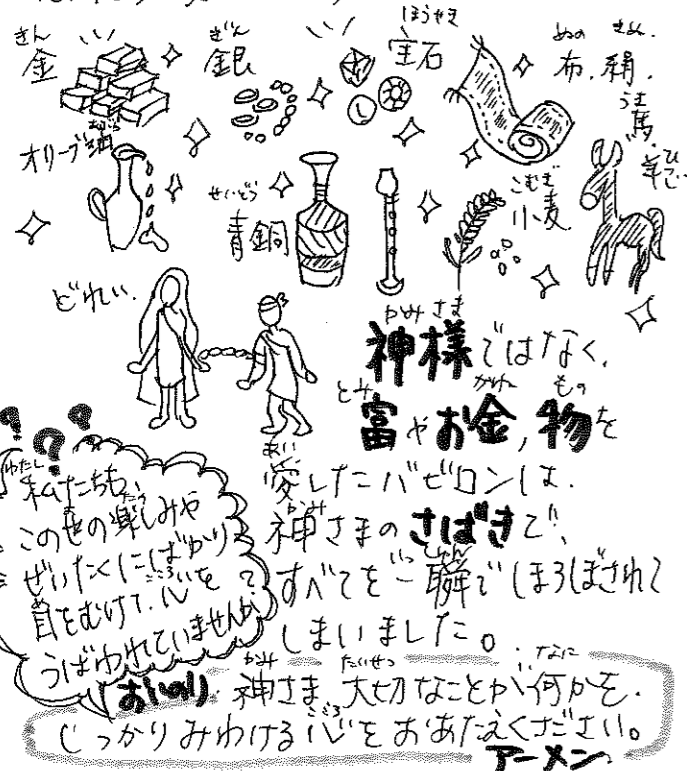 金 銀 宝石 布、絹、
オリーブ油 馬、羊
青銅 小麦
どれい、
神様ではなく、
富やお金、物を
愛したバビロンは、
神さまのさばきで、
すべてを一瞬でほろぼされて
しまいました。
???
私たちも、
この世の楽しみや
ぜいたくにばかり
目をむけて、心を
うばわれていませんか?
おいのり 神さま 大切なことが何かを、
しっかりみわける心をおあたえください。
アーメン